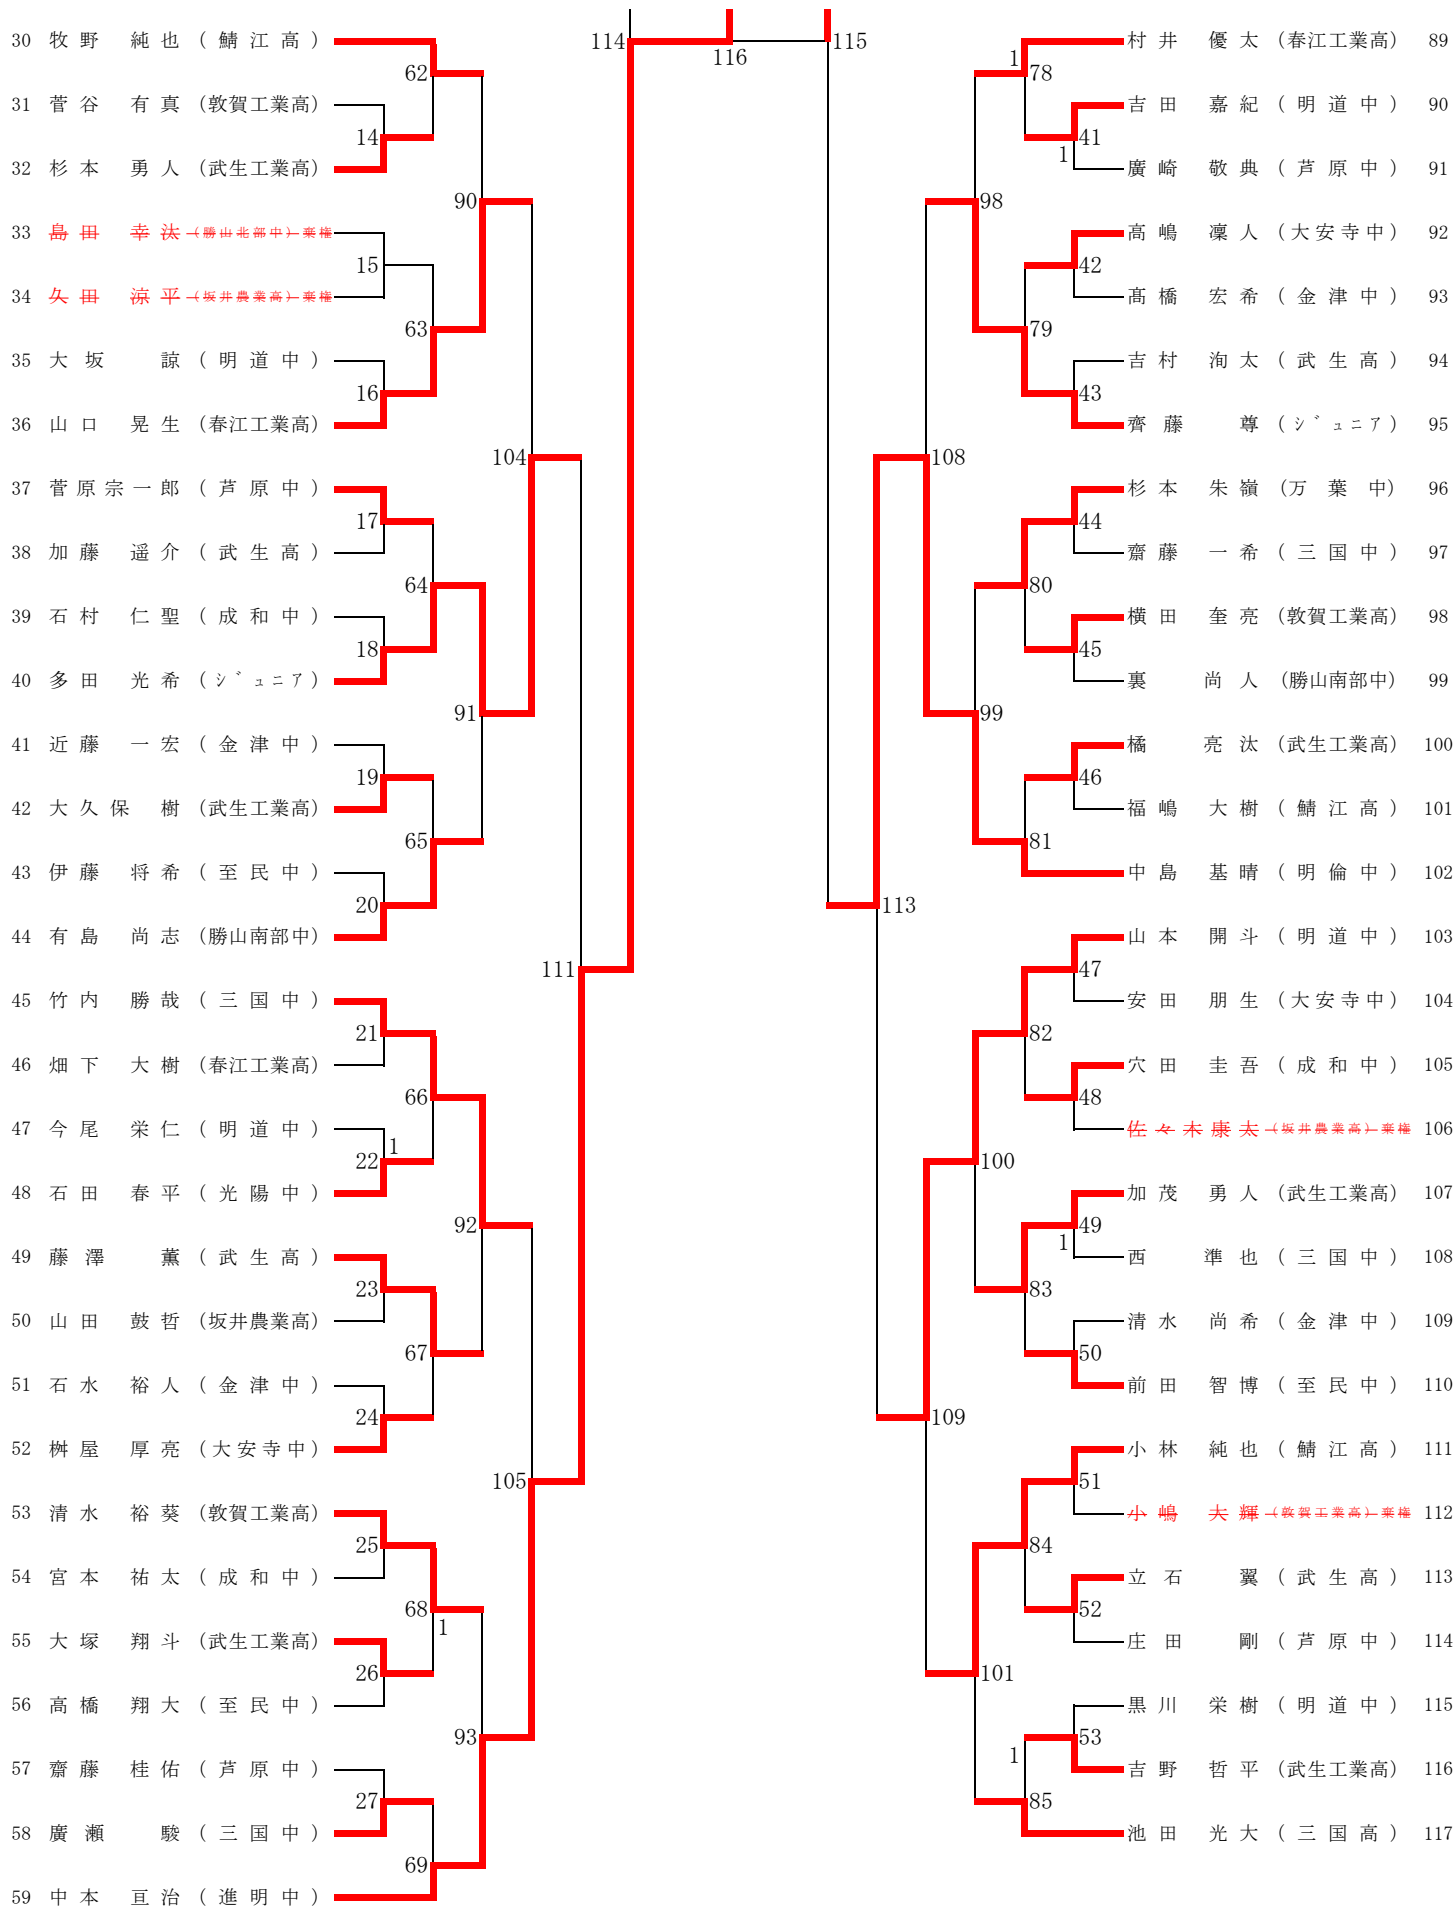 30 牧野 純也 (鯖江高)
31 菅谷 有真 (敦賀工業高)
32 杉本 勇人 (武生工業高)
33 島田 幸汰 (勝山北部中) 棄権
34 久田 涼平 (坂井農業高) 棄権
35 大坂 諒 (明道中)
36 山口 晃生 (春江工業高)
37 菅原宗一郎 (芦原中)
38 加藤 遥介 (武生高)
39 石村 仁聖 (成和中)
40 多田 光希 (ジュニア)
41 近藤 一宏 (金津中)
42 大久保 樹 (武生工業高)
43 伊藤 将希 (至民中)
44 有島 尚志 (勝山南部中)
45 竹内 勝哉 (三国中)
46 畑下 大樹 (春江工業高)
47 今尾 栄仁 (明道中)
48 石田 春平 (光陽中)
49 藤澤 薫 (武生高)
50 山田 鼓哲 (坂井農業高)
51 石水 裕人 (金津中)
52 桝屋 厚亮 (大安寺中)
53 清水 裕葵 (敦賀工業高)
54 宮本 祐太 (成和中)
55 大塚 翔斗 (武生工業高)
56 高橋 翔大 (至民中)
57 齋藤 桂佑 (芦原中)
58 廣瀬 駿 (三国中)
59 中本 亘治 (進明中)
62
14
15
63
16
90
17
64
18
104
91
19
65
20
111
21
66
22
1
92
23
67
24
105
25
68
1
26
93
27
69
114
116
115
113
1
78
41
1
98
42
79
43
108
44
80
45
99
46
81
47
82
48
100
49
1
83
50
109
51
84
52
101
53
1
85
村井 優太 (春江工業高) 89
吉田 嘉紀 (明道中) 90
廣崎 敬典 (芦原中) 91
高嶋 凜人 (大安寺中) 92
髙橋 宏希 (金津中) 93
吉村 洵太 (武生高) 94
齊藤 尊 (ジュニア) 95
杉本 朱嶺 (万葉中) 96
齋藤 一希 (三国中) 97
横田 奎亮 (敦賀工業高) 98
裏 尚人 (勝山南部中) 99
橘 亮汰 (武生工業高) 100
福嶋 大樹 (鯖江高) 101
中島 基晴 (明倫中) 102
山本 開斗 (明道中) 103
安田 朋生 (大安寺中) 104
穴田 圭吾 (成和中) 105
佐々木康太 (坂井農業高) 棄権 106
加茂 勇人 (武生工業高) 107
西 準也 (三国中) 108
清水 尚希 (金津中) 109
前田 智博 (至民中) 110
小林 純也 (鯖江高) 111
小嶋 大輝 (敦賀工業高) 棄権 112
立石 翼 (武生高) 113
庄田 剛 (芦原中) 114
黒川 栄樹 (明道中) 115
吉野 哲平 (武生工業高) 116
池田 光大 (三国高) 117